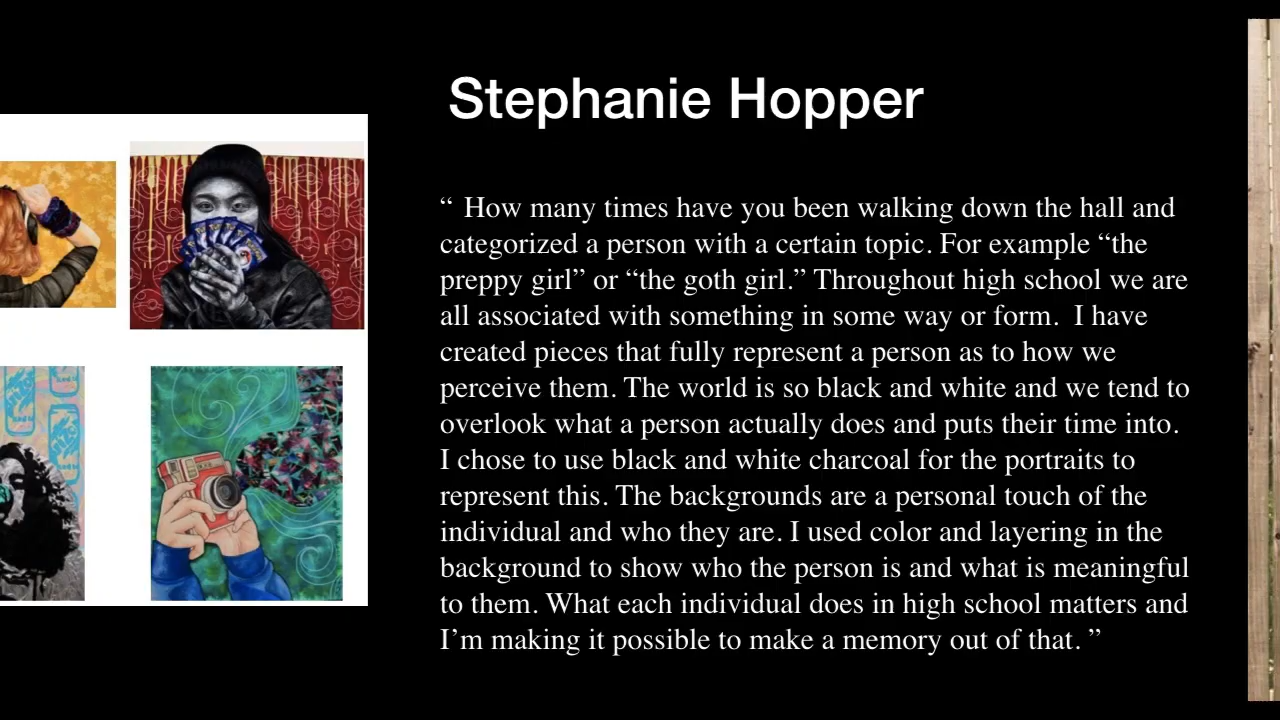 Stephanie Hopper
“ How many times have you been walking down the hall and
categorized a person with a certain topic. For example “the
preppy girl” or “the goth girl.” Throughout high school we are
all associated with something in some way or form.  I have
created pieces that fully represent a person as to how we
perceive them. The world is so black and white and we tend to
overlook what a person actually does and puts their time into.
I chose to use black and white charcoal for the portraits to
represent this. The backgrounds are a personal touch of the
individual and who they are. I used color and layering in the
background to show who the person is and what is meaningful
to them. What each individual does in high school matters and
I’m making it possible to make a memory out of that. ”